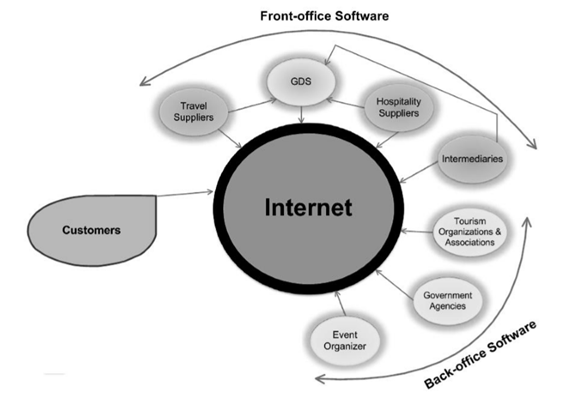 Front-office Software
GDS
Travel
Suppliers
Hospitality
Suppliers
Intermediaries
Internet
Customers
Tourism
Organizations &
Associations
Government
Agencies
Event
Organizer
Back-office Software